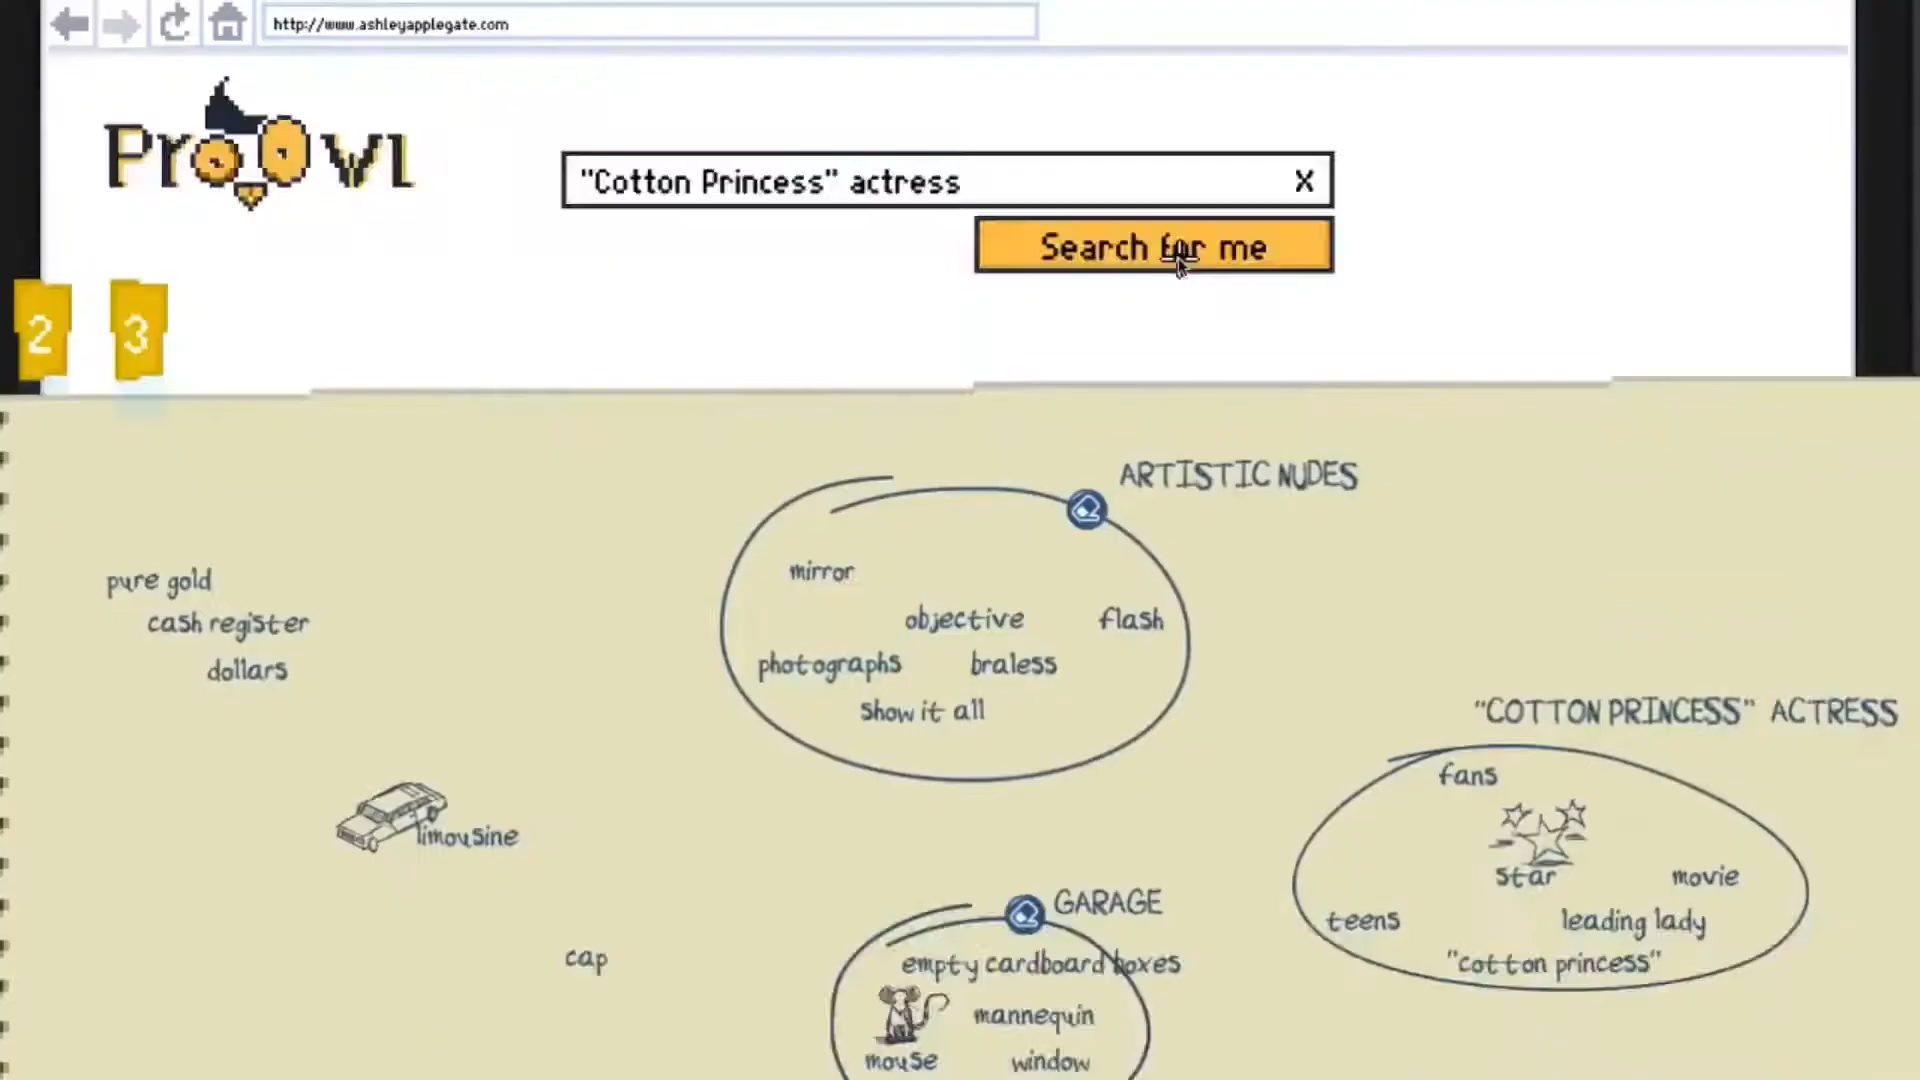 http://www.ashleyapplegate.com
PrOOwl
"Cotton Princess" actress X
Search for me
2 3
ARTISTIC NUDES
mirror
objective flash
photographs braless
show it all
pure gold
cash register
dollars
limousine
cap
"COTTON PRINCESS" ACTRESS
fans
star movie
teens leading lady
"cotton princess"
GARAGE
empty cardboard boxes
mannequin
mouse window